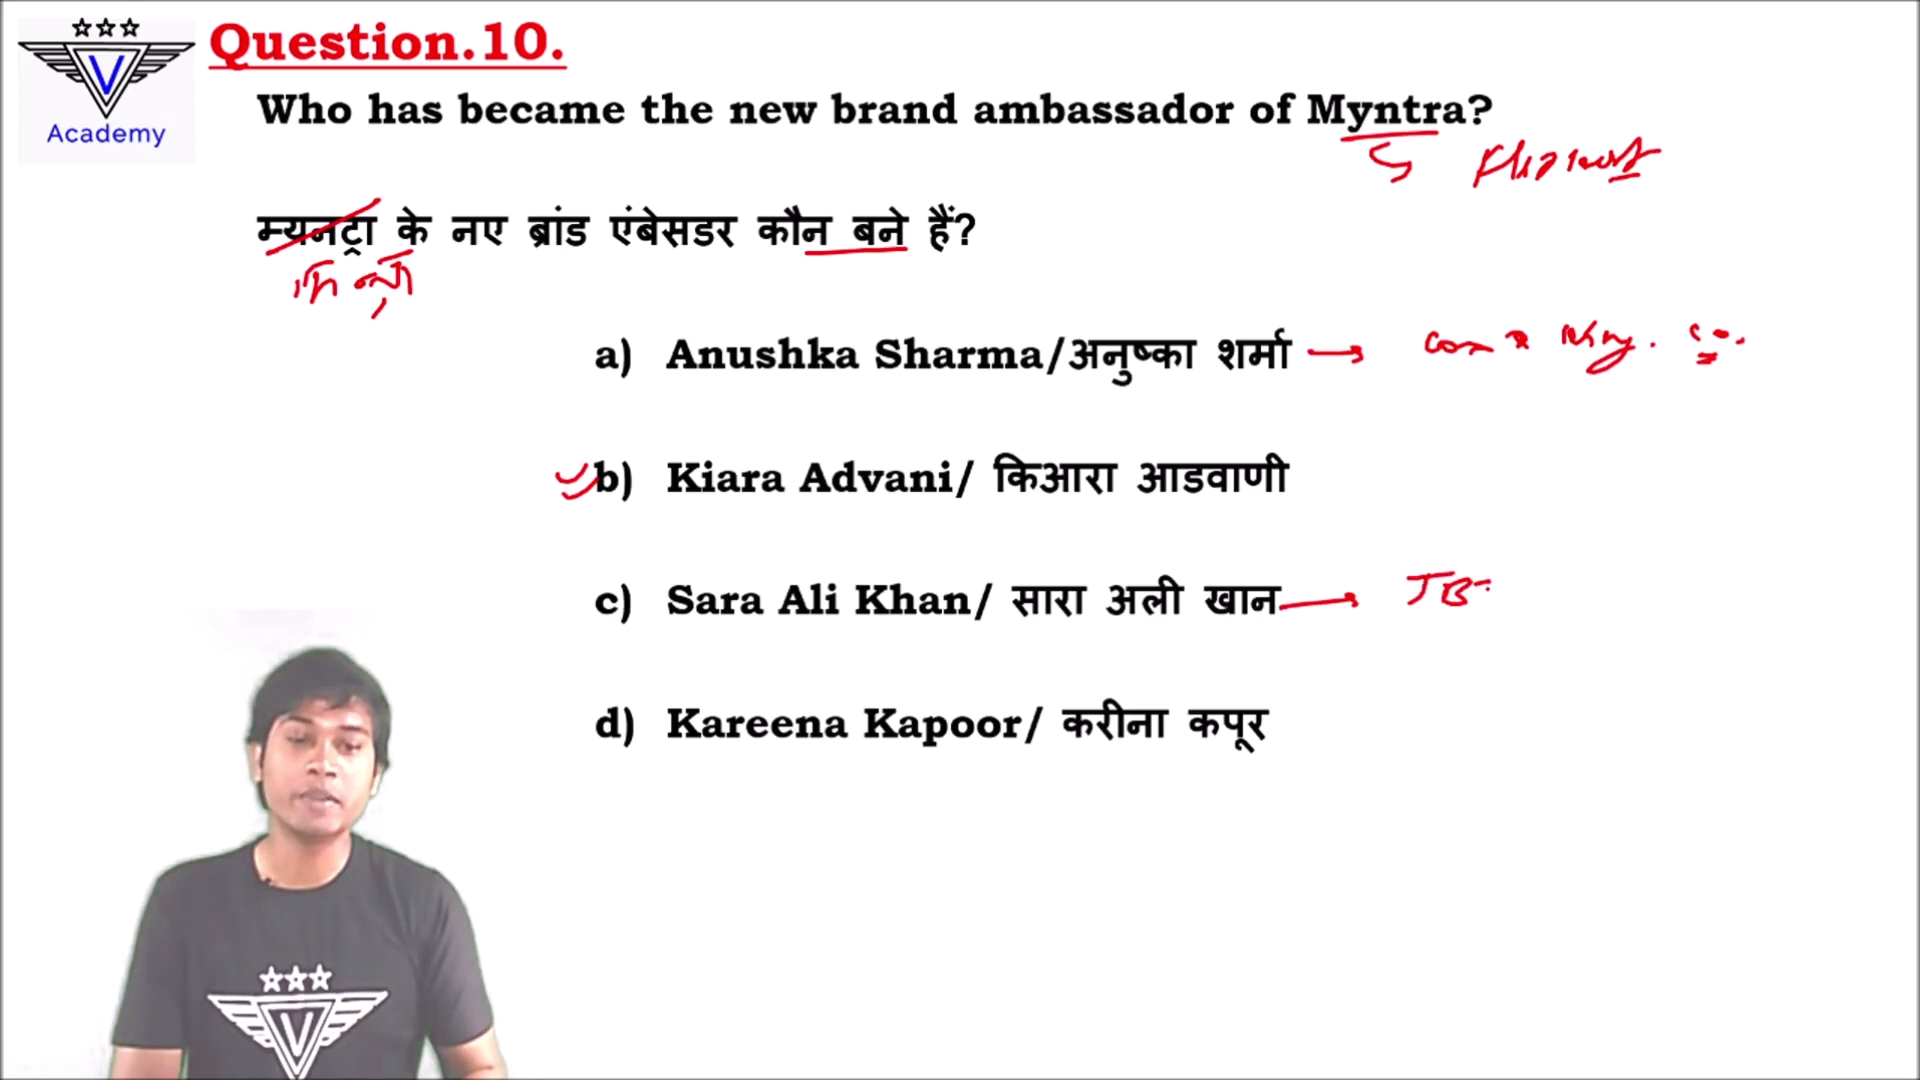 Question.10.
V
Academy
Who has became the new brand ambassador of Myntra?
म्यनट्रा के नए ब्रांड एंबेसडर कौन बने हैं?
a) Anushka Sharma/अनुष्का शर्मा
b) Kiara Advani/ किआरा आडवाणी
c) Sara Ali Khan/ सारा अली खान
d) Kareena Kapoor/ करीना कपूर
V